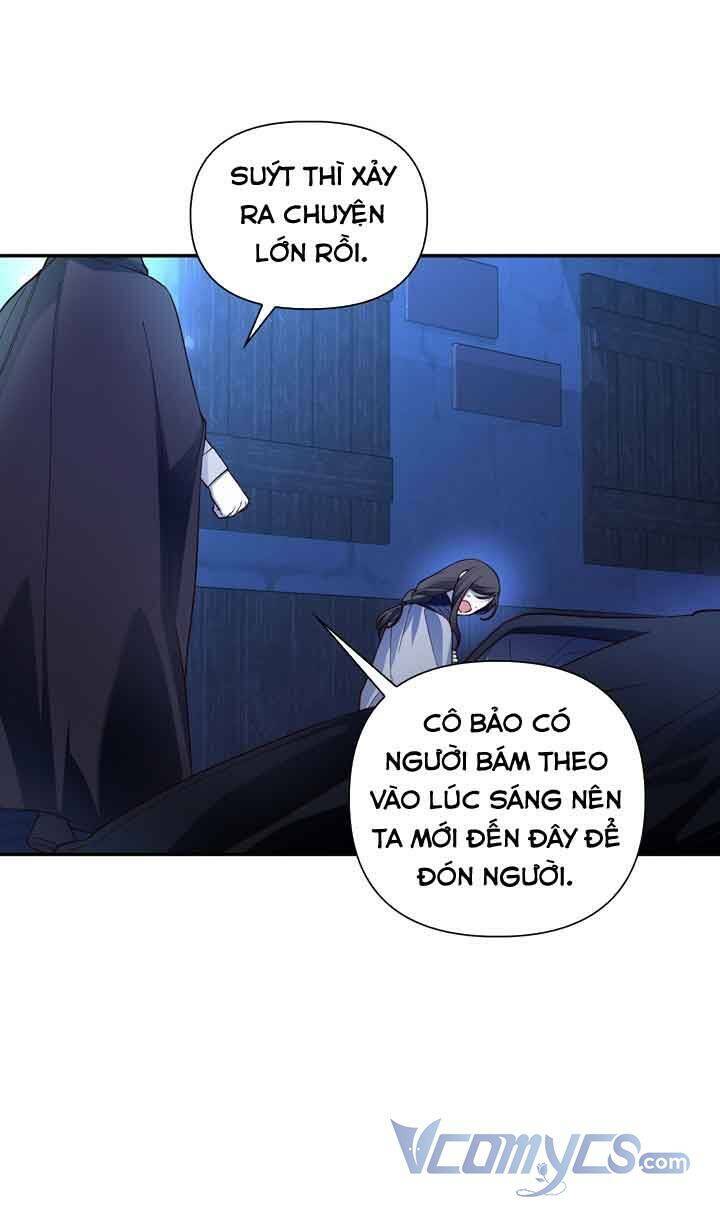 SUÝT THÌ XẢY
RA CHUYỆN
LỚN RỒI.
CÔ BẢO CÓ
NGƯỜI BÁM THEO
VÀO LÚC SÁNG NÊN
TA MỚI ĐẾN ĐÂY ĐỂ
ĐÓN NGƯỜI.
VCOMYCS.com